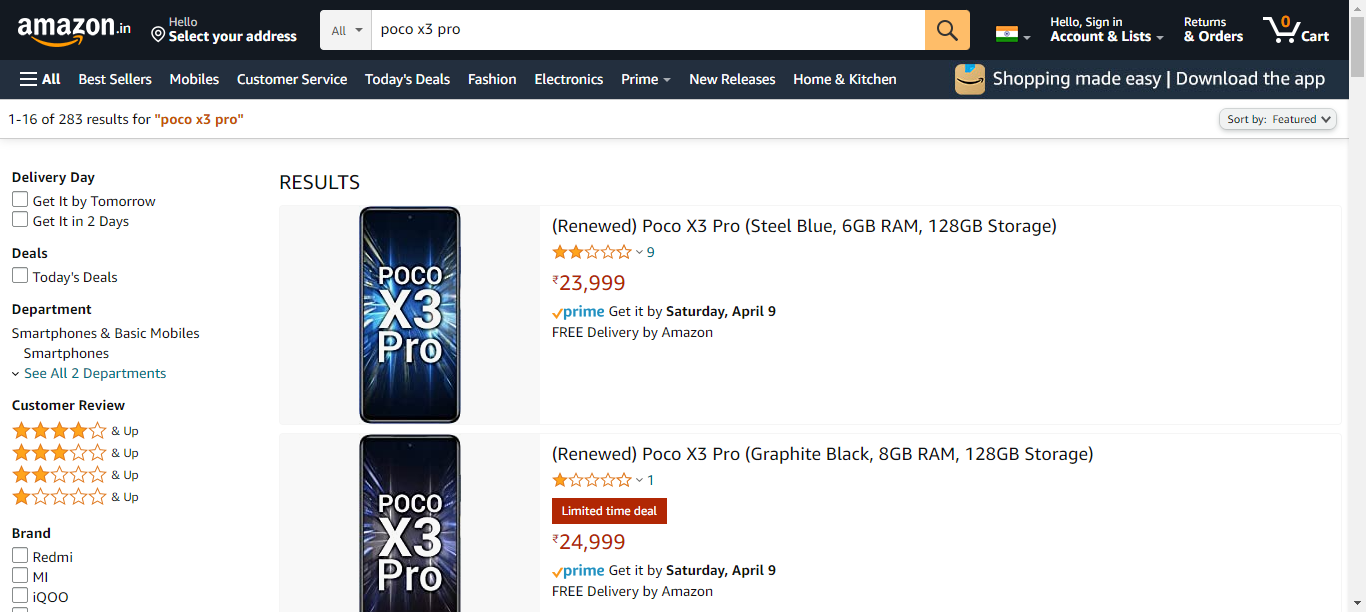 amazon.in
Hello
Select your address
All
poco x3 pro
Hello, Sign in
Account & Lists
Returns
& Orders
0
Cart
All
Best Sellers
Mobiles
Customer Service
Today's Deals
Fashion
Electronics
Prime
New Releases
Home & Kitchen
Shopping made easy | Download the app
1-16 of 283 results for "poco x3 pro"
Sort by: Featured
Delivery Day
Get It by Tomorrow
Get It in 2 Days
Deals
Today's Deals
Department
Smartphones & Basic Mobiles
Smartphones
See All 2 Departments
Customer Review
& Up
& Up
& Up
& Up
Brand
Redmi
MI
iQOO
RESULTS
POCO
X3
Pro
(Renewed) Poco X3 Pro (Steel Blue, 6GB RAM, 128GB Storage)
9
₹23,999
prime Get it by Saturday, April 9
FREE Delivery by Amazon
POCO
X3
Pro
(Renewed) Poco X3 Pro (Graphite Black, 8GB RAM, 128GB Storage)
1
Limited time deal
₹24,999
prime Get it by Saturday, April 9
FREE Delivery by Amazon